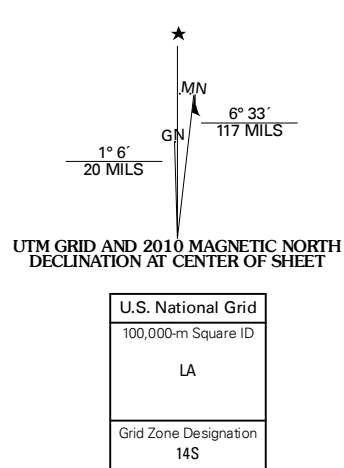 ★
MN
6° 33´
117 MILS
GN
1° 6´
20 MILS
UTM GRID AND 2010 MAGNETIC NORTH
DECLINATION AT CENTER OF SHEET
U.S. National Grid
100,000-m Square ID
LA
Grid Zone Designation
14S